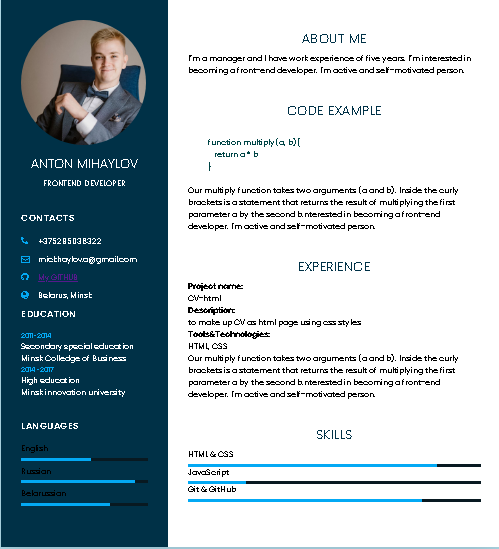 ANTON MIHAYLOV
FRONTEND DEVELOPER
CONTACTS
+375295038322
mickhaylov.a@gmail.com
My GITHUB
Belarus, Minsk
EDUCATION
2011-2014
Secondary special education
Minsk Colledge of Business
2014-2017
High education
Minsk innovation university
LANGUAGES
English
Russian
Belorussian
ABOUT ME
I'm a manager and I have work experience of five years. I'm interested in
becoming a front-end developer. I'm active and self-motivated person.
CODE EXAMPLE
function multiply (a, b) {
return a * b
}
Our multiply function takes two arguments (a and b). Inside the curly
brackets is a statement that returns the result of multiplying the first
parameter a by the second b.nterested in becoming a front-end
developer. I'm active and self-motivated person.
EXPERIENCE
Project name:
CV-html
Description:
to make up CV as html page using css styles
Tools&Technologies:
HTML, CSS
Our multiply function takes two arguments (a and b). Inside the curly
brackets is a statement that returns the result of multiplying the first
parameter a by the second b.nterested in becoming a front-end
developer. I'm active and self-motivated person.
SKILLS
HTML & CSS
JavaScript
Git & GitHub